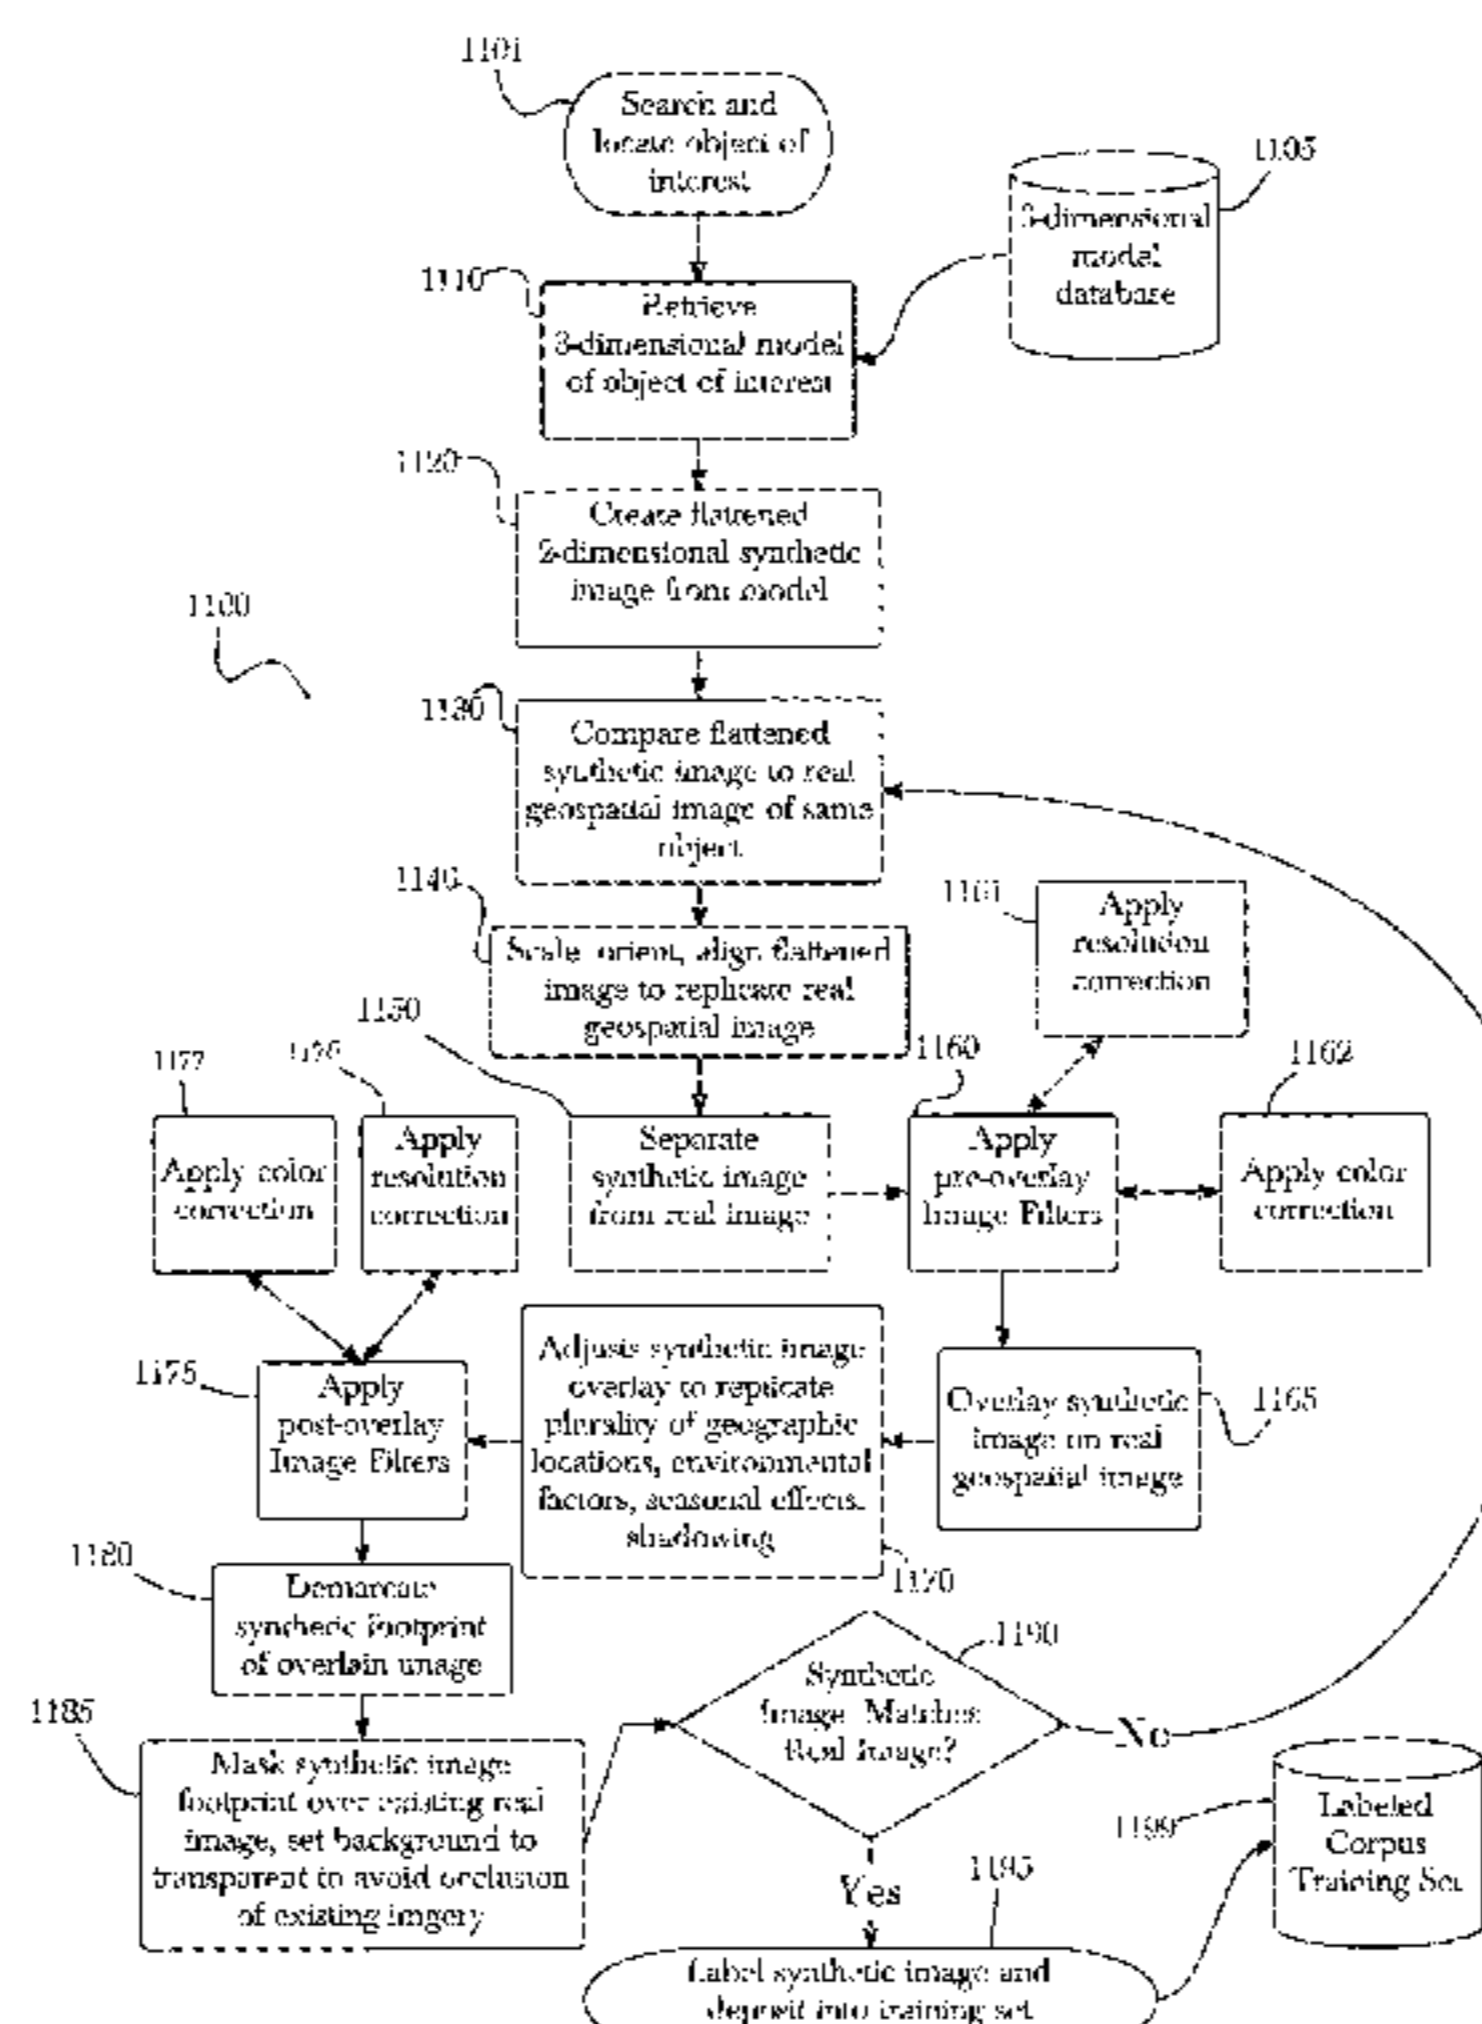 1101
Search and
locate object of
interest
1105
3-dimensional
model
database
1110
Retrieve
3-dimensional model
of object of interest
1120
Create flattened
2-dimensional synthetic
image from model
1100
1130
Compare flattened
synthetic image to real
geospatial image of same
object
1140
Scale, orient, align flattened
image to replicate real
geospatial image
1161
Apply
resolution
correction
1150
1160
1162
1177
1176
Apply color
correction
Apply
resolution
correction
Separate
synthetic image
from real image
Apply
pre-overlay
Image Filters
Apply color
correction
1175
Apply
post-overlay
Image Filters
Adjusts synthetic image
overlay to replicate
plurality of geographic
locations, environmental
factors, seasonal effects,
shadowing
1170
Overlay synthetic
image on real
geospatial image
1165
1180
Demarcate
synthetic footprint
of overlain image
1185
Mask synthetic image
footprint over existing real
image, set background to
transparent to avoid occlusion
of existing imgery
1190
Synthetic
Image Matches
Real Image?
No
Yes
1195
Label synthetic image and
deposit into training set
1199
Labeled
Corpus
Training Set